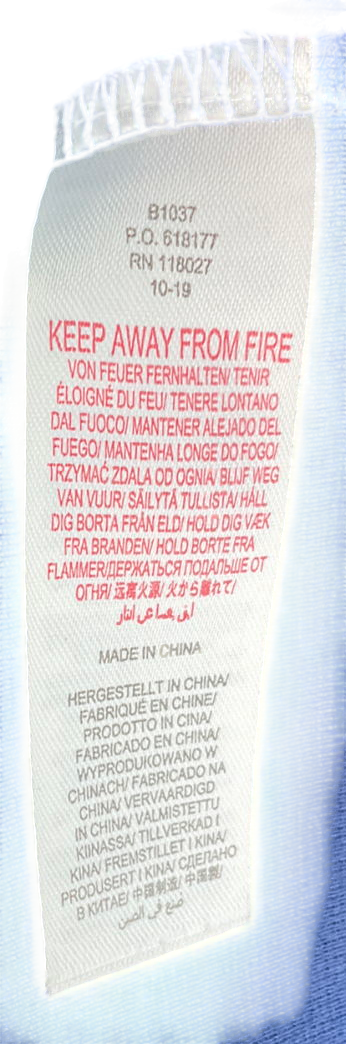 B1037
P.O. 618177
RN 118027
10-19
KEEP AWAY FROM FIRE
VON FEUER FERNHALTEN/ TENIR
ÉLOIGNÉ DU FEU/ TENERE LONTANO
DAL FUOCO/ MANTENER ALEJADO DEL
FUEGO/ MANTENHA LONGE DO FOGO/
TRZYMAĆ ZDALA OD OGNIA/ BLIJF WEG
VAN VUUR/ SÄILYTÄ TULLISTA/ HÅLL
DIG BORTA FRÅN ELD/ HOLD DIG VÆK
FRA BRANDEN/ HOLD BORTE FRA
FLAMMER/ДЕРЖАТЬСЯ ПОДАЛЬШЕ ОТ
ОГНЯ/ 远离火源/ 火から離れて/
MADE IN CHINA
HERGESTELLT IN CHINA/
FABRIQUÉ EN CHINE/
PRODOTTO IN CINA/
FABRICADO EN CHINA/
WYPRODUKOWANO W
CHINACH/ FABRICADO NA
CHINA/ VERVAARDIGD
IN CHINA/ VALMISTETTU
KIINASSA/ TILLVERKAD I
KINA/ FREMSTILLET I KINA/
PRODUSERT I KINA/ СДЕЛАНО
В КИТАЕ/ 中国制造/ 中国製/
صنع في الصين